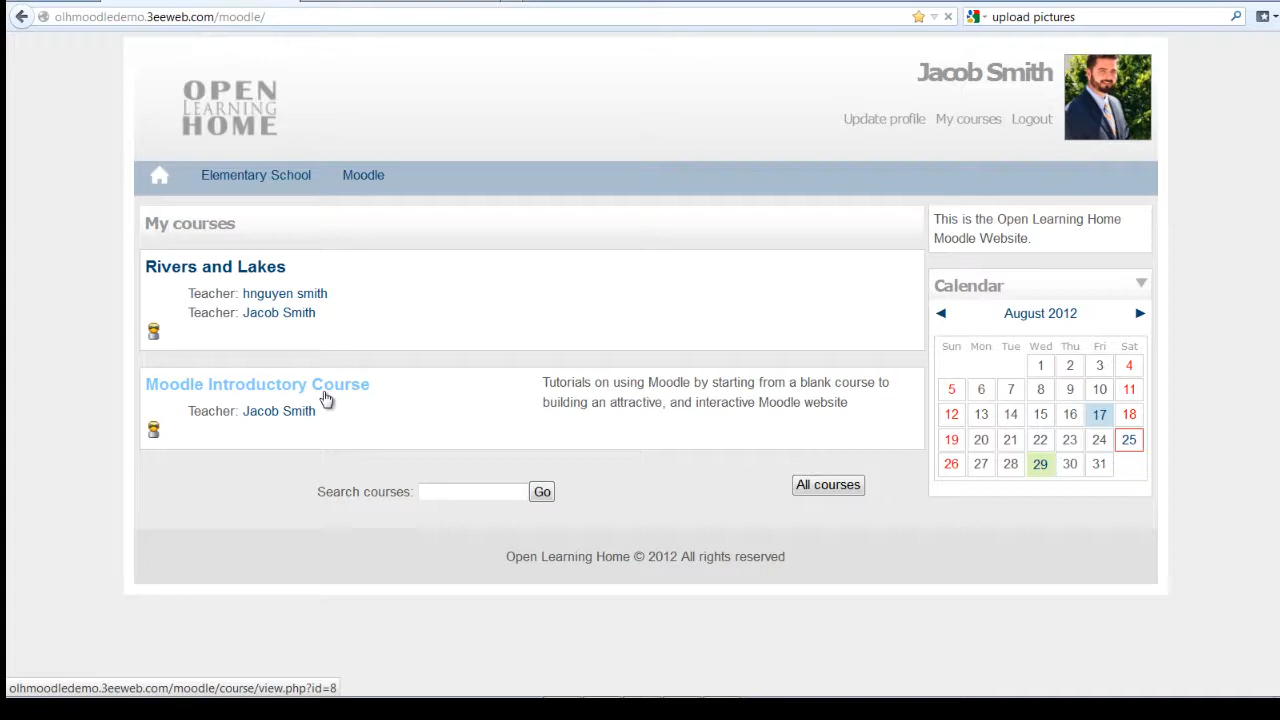 olhmoodledemo.3eeweb.com/moodle/
upload pictures
OPEN
LEARNING
HOME
Jacob Smith
Update profile My courses Logout
Elementary School Moodle
My courses
Rivers and Lakes
Teacher: hnguyen smith
Teacher: Jacob Smith
Moodle Introductory Course
Teacher: Jacob Smith
Tutorials on using Moodle by starting from a blank course to
building an attractive, and interactive Moodle website
Search courses: Go
All courses
This is the Open Learning Home
Moodle Website.
Calendar
August 2012
Sun Mon Tue Wed Thu Fri Sat
1 2 3 4
5 6 7 8 9 10 11
12 13 14 15 16 17 18
19 20 21 22 23 24 25
26 27 28 29 30 31
Open Learning Home © 2012 All rights reserved
olhmoodledemo.3eeweb.com/moodle/course/view.php?id=8